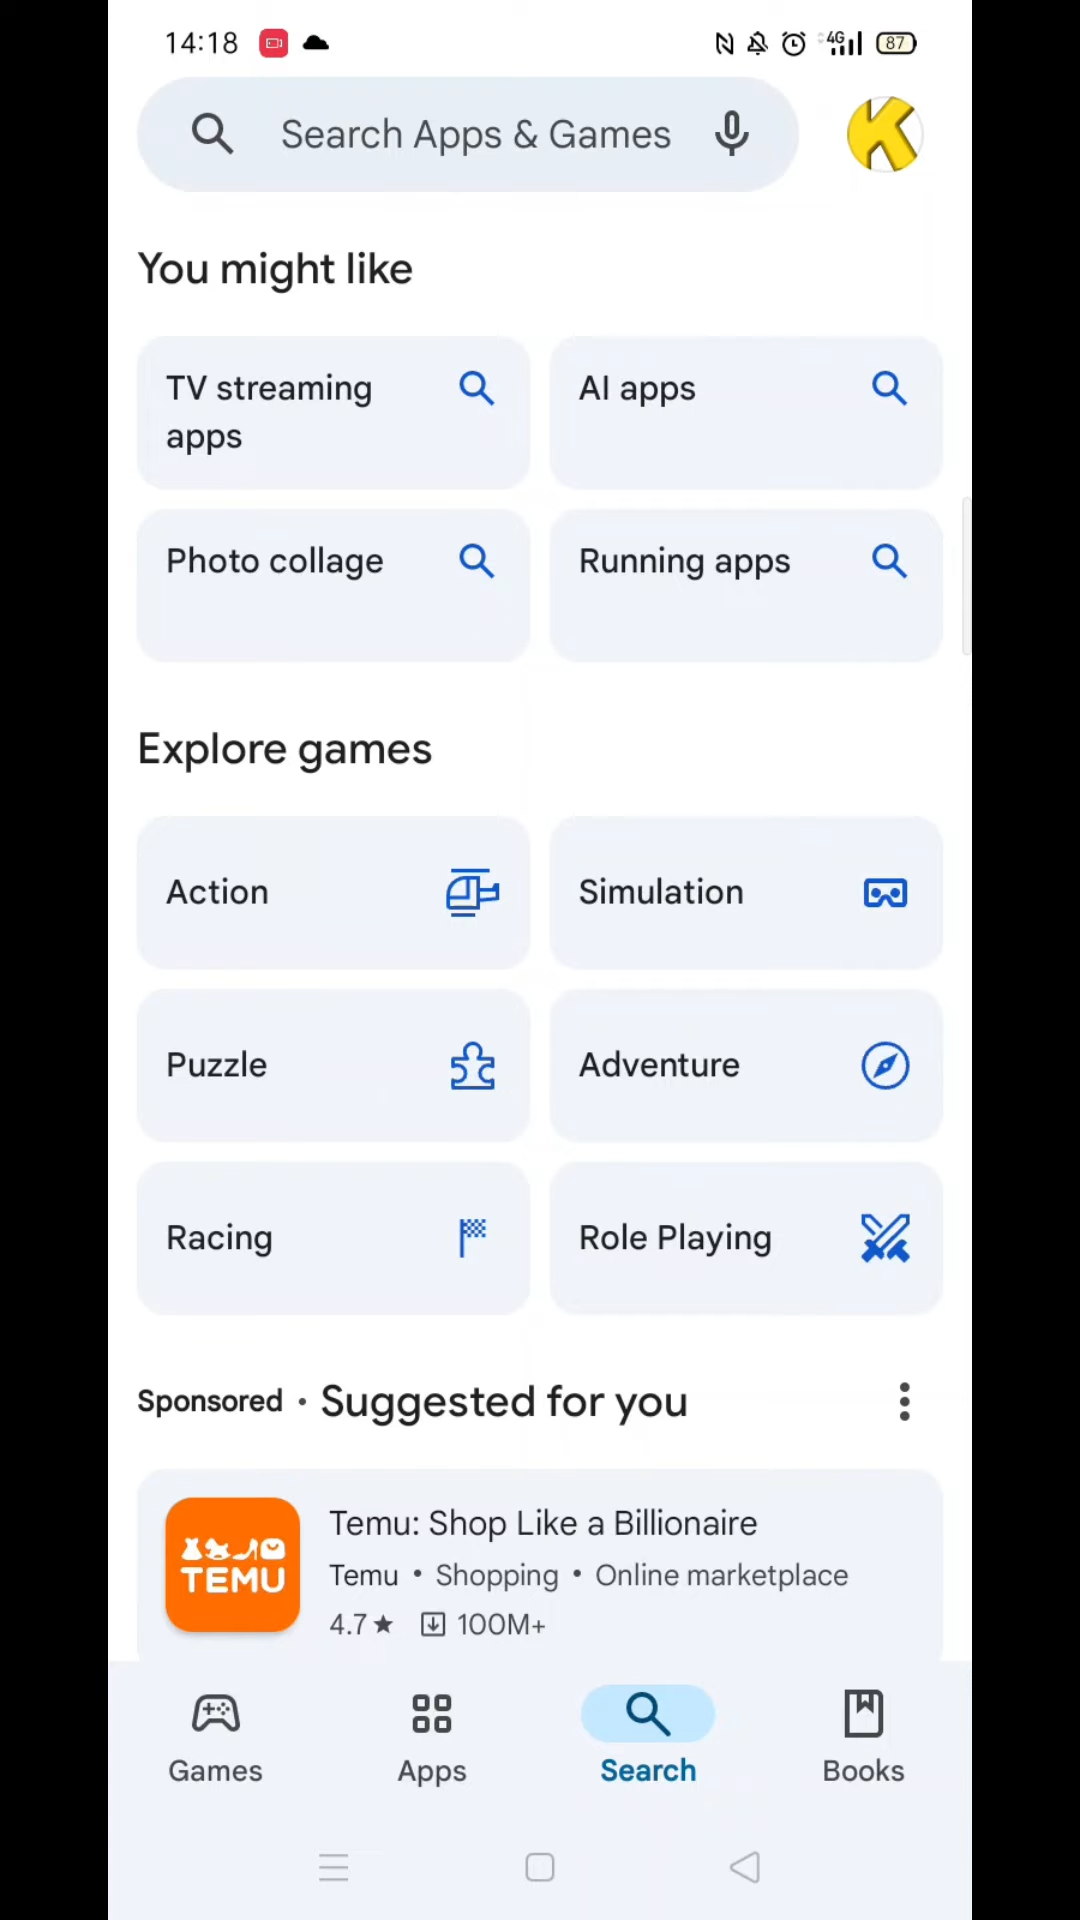 14:18 4G 87
Search Apps & Games
You might like
TV streaming apps
AI apps
Photo collage
Running apps
Explore games
Action
Simulation
Puzzle
Adventure
Racing
Role Playing
Sponsored • Suggested for you
TEMU
Temu: Shop Like a Billionaire
Temu • Shopping • Online marketplace
4.7★ 100M+
Games
Apps
Search
Books